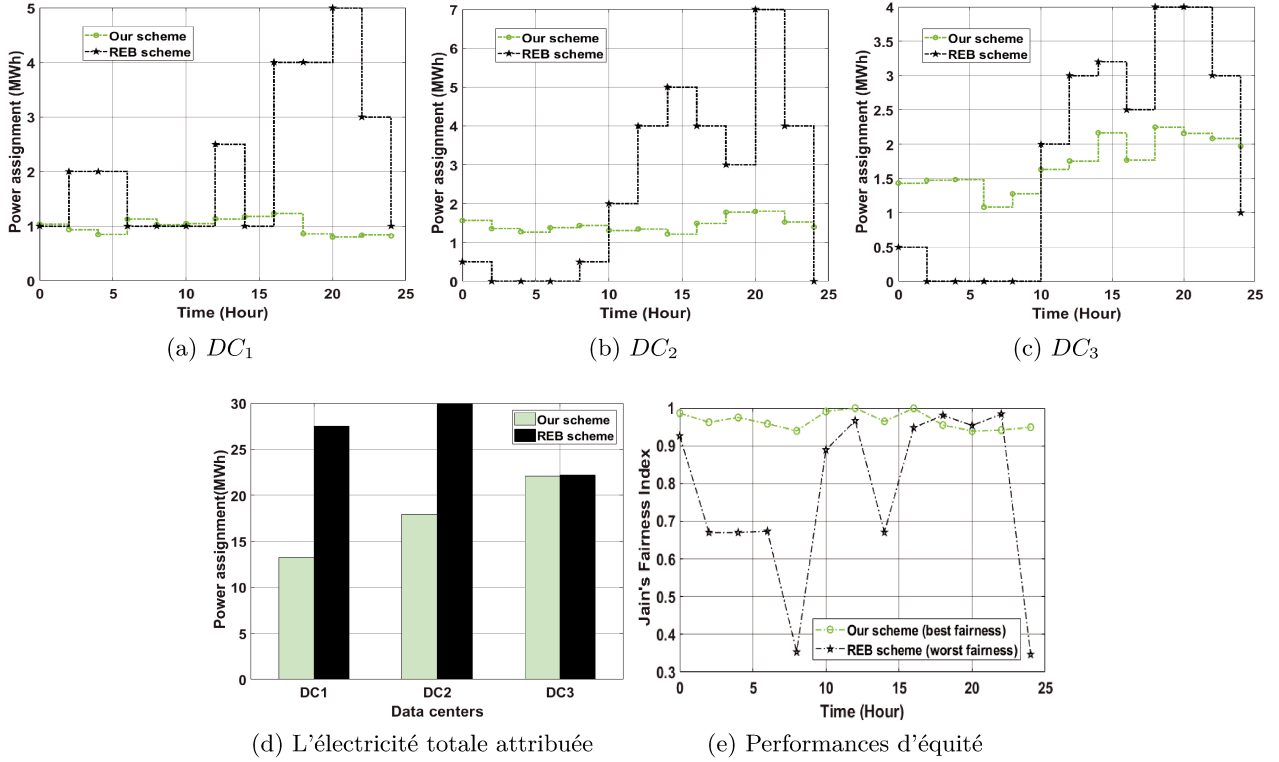 5
4
3
2
1
0
0
5
10
15
20
25
Power assignment (MWh)
Time (Hour)
Our scheme
REB scheme
(a) DC1
7
6
5
4
3
2
1
0
0
5
10
15
20
25
Power assignment (MWh)
Time (Hour)
Our scheme
REB scheme
(b) DC2
4
3.5
3
2.5
2
1.5
1
0.5
0
0
5
10
15
20
25
Power assignment (MWh)
Time (Hour)
Our scheme
REB scheme
(c) DC3
30
25
20
15
10
5
0
Power assignment(MWh)
DC1
DC2
DC3
Data centers
Our scheme
REB scheme
(d) L'électricité totale attribuée
1
0.9
0.8
0.7
0.6
0.5
0.4
0.3
0
5
10
15
20
25
Jain's Fairness Index
Time (Hour)
Our scheme (best fairness)
REB scheme (worst fairness)
(e) Performances d'équité